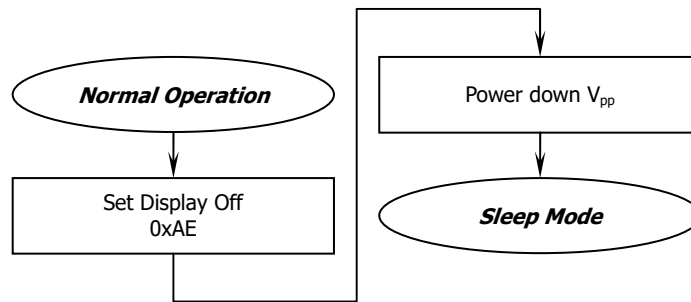 Normal Operation
Set Display Off
0xAE
Power down Vpp
Sleep Mode